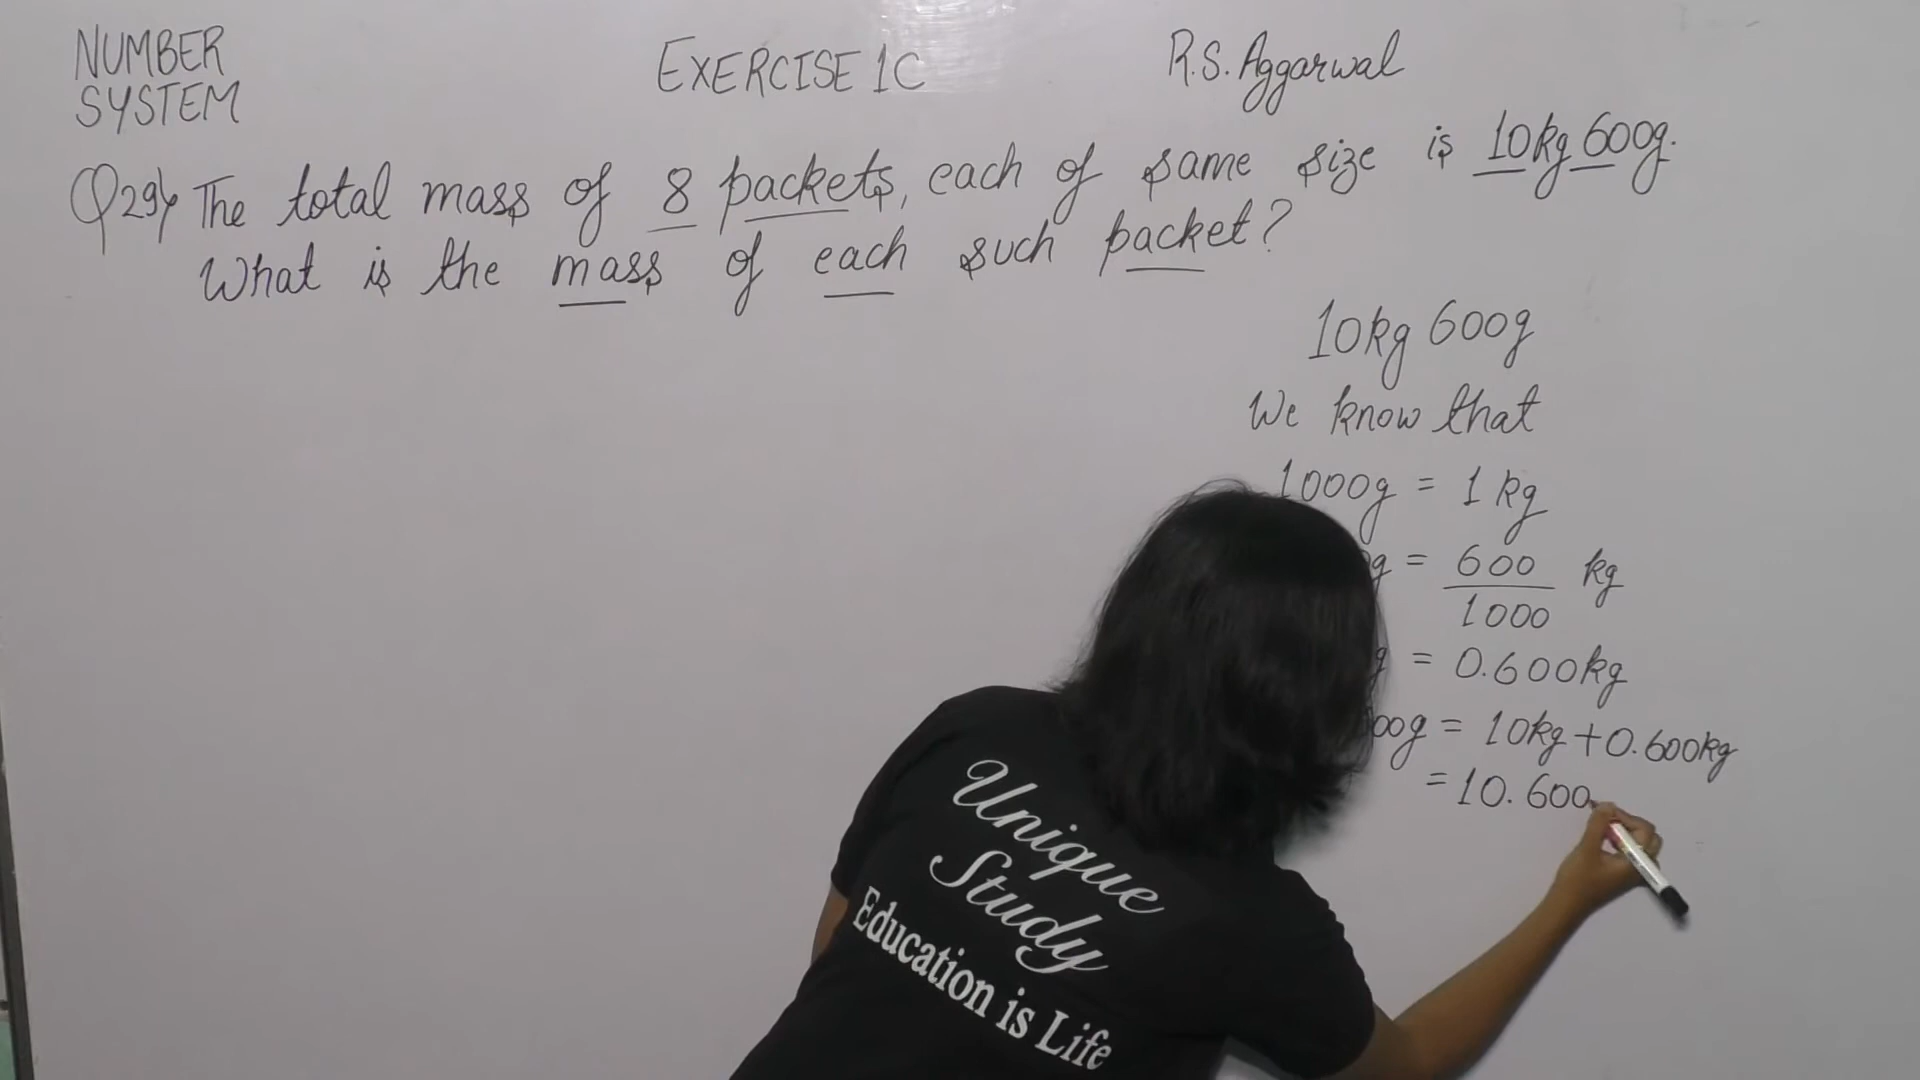 NUMBER
SYSTEM
EXERCISE 1C
R.S. Aggarwal
Q29) The total mass of 8 packets, each of same size is 10kg 600g.
What is the mass of each such packet?
10kg 600g
We know that
1000g = 1 kg
g = 600 kg
1000
g = 0.600kg
00g = 10kg + 0.600kg
= 10.600
Unique
Study
Education is Life